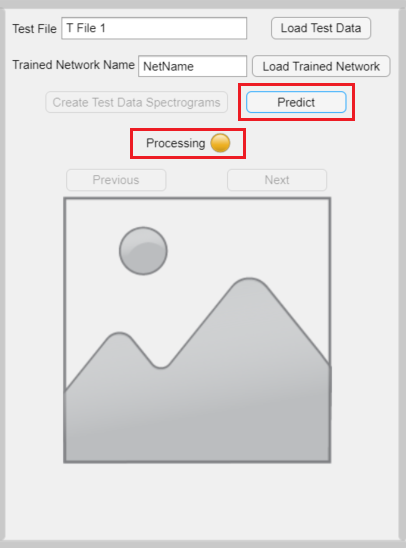 Test File T File 1 Load Test Data
Trained Network Name NetName Load Trained Network
Create Test Data Spectrograms Predict
Processing
Previous Next